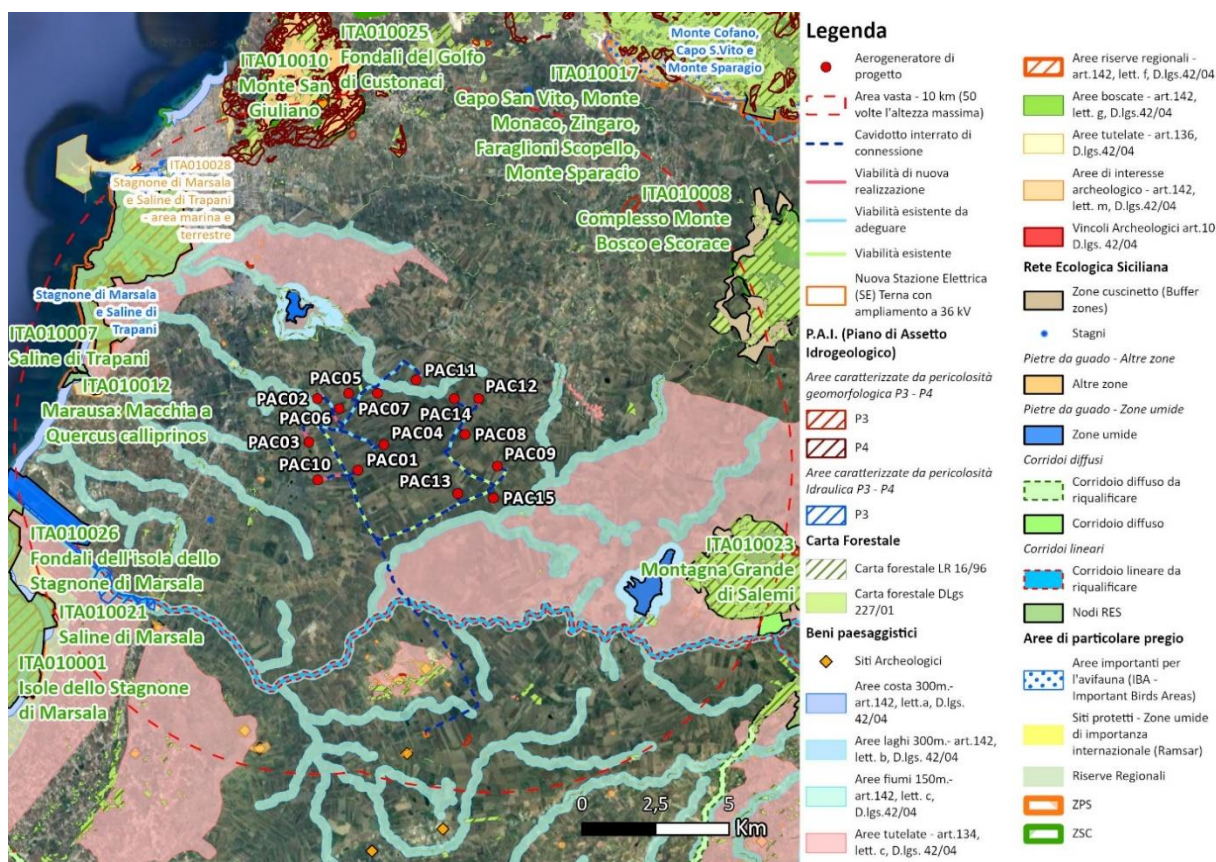 ITA010025
Fondali del Golfo
di Custonaci
ITA010010
Monte San
Giuliano
Monte Cofano,
Capo S.Vito e
Monte Sparagio
ITA010017
Capo San Vito, Monte
Monaco, Zingaro,
Faraglioni Scopello,
Monte Sparacio
ITA010028
Stagnone di Marsala
e Saline di Trapani
- area marina e
terrestre
ITA010008
Complesso Monte
Bosco e Scorace
Stagnone di Marsala
e Saline di
Trapani
ITA010007
Saline di Trapani
ITA010012
Marausa: Macchia a
Quercus calliprinos
PAC11
PAC05
PAC12
PAC02
PAC07
PAC14
PAC06
PAC03
PAC04
PAC08
PAC10
PAC01
PAC09
PAC13
PAC15
ITA010026
Fondali dell'isola dello
Stagnone di Marsala
ITA010021
Saline di Marsala
ITA010001
Isole dello Stagnone
di Marsala
ITA010023
Montagna Grande
di Salemi
0 2,5 5
Km
Legenda
Aerogeneratore di
progetto
Area vasta - 10 km (50
volte l'altezza massima)
Cavidotto interrato di
connessione
Viabilità di nuova
realizzazione
Viabilità esistente da
adeguare
Viabilità esistente
Nuova Stazione Elettrica
(SE) Terna con
ampliamento a 36 kV
P.A.I. (Piano di Assetto
Idrogeologico)
Aree caratterizzate da pericolosità
geomorfologica P3 - P4
P3
P4
Aree caratterizzate da pericolosità
Idraulica P3 - P4
P3
Carta Forestale
Carta forestale LR 16/96
Carta forestale DLgs
227/01
Beni paesaggistici
Siti Archeologici
Aree costa 300m.-
art.142, lett.a, D.lgs.
42/04
Aree laghi 300m.- art.142,
lett. b, D.lgs. 42/04
Aree fiumi 150m.-
art.142, lett. c,
D.lgs.42/04
Aree tutelate - art.134,
lett. c, D.lgs. 42/04
Aree riserve regionali -
art.142, lett. f, D.lgs.42/04
Aree boscate - art.142,
lett. g, D.lgs.42/04
Aree tutelate - art.136,
D.lgs.42/04
Aree di interesse
archeologico - art.142,
lett. m, D.lgs.42/04
Vincoli Archeologici art.10
D.lgs. 42/04
Rete Ecologica Siciliana
Zone cuscinetto (Buffer
zones)
Stagni
Pietre da guado - Altre zone
Altre zone
Pietre da guado - Zone umide
Zone umide
Corridoi diffusi
Corridoio diffuso da
riqualificare
Corridoio diffuso
Corridoi lineari
Corridoio lineare da
riqualificare
Nodi RES
Aree di particolare pregio
Aree importanti per
l'avifauna (IBA -
Important Birds Areas)
Siti protetti - Zone umide
di importanza
internazionale (Ramsar)
Riserve Regionali
ZPS
ZSC